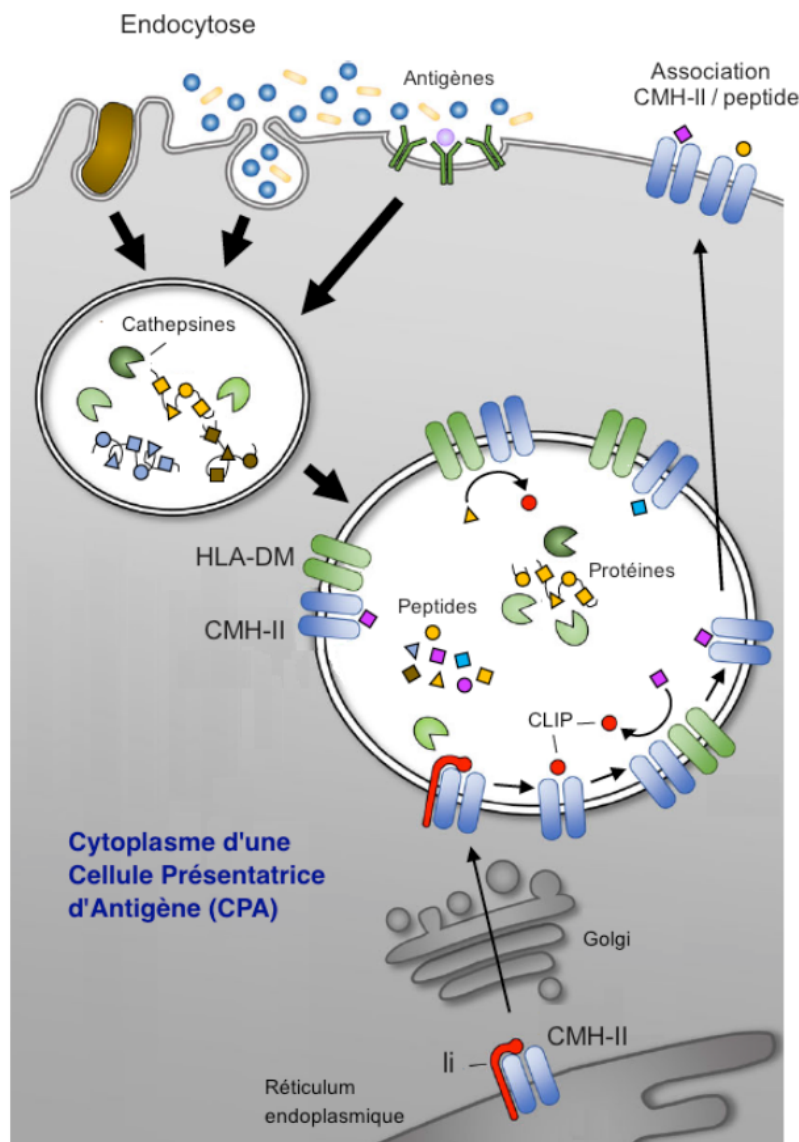 Endocytose
Antigènes
Association
CMH-II / peptide
Cathepsines
HLA-DM
CMH-II
Protéines
Peptides
CLIP
Cytoplasme d'une
Cellule Présentatrice
d'Antigène (CPA)
Golgi
CMH-II
Ii
Réticulum
endoplasmique